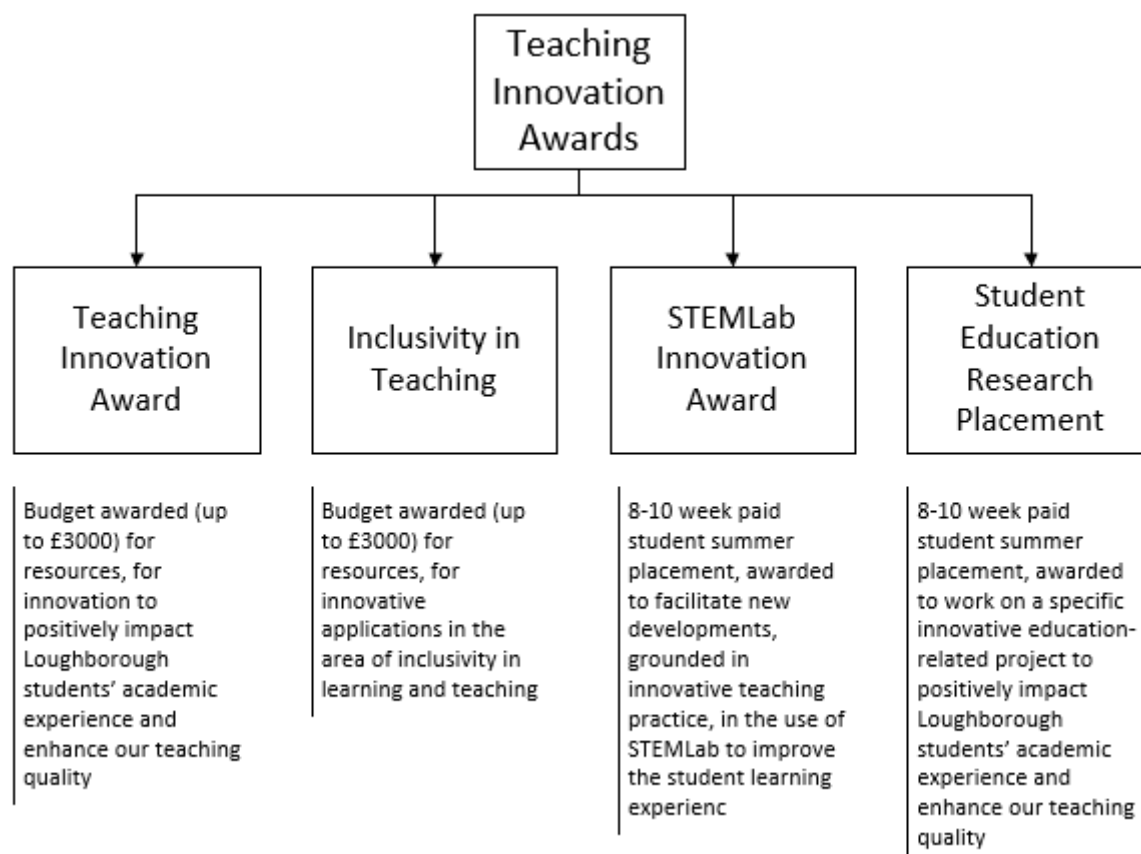 Teaching
Innovation
Awards
Teaching
Innovation
Award
Inclusivity in
Teaching
STEMLab
Innovation
Award
Student
Education
Research
Placement
Budget awarded (up
to £3000) for
resources, for
innovation to
positively impact
Loughborough
students’ academic
experience and
enhance our teaching
quality
Budget awarded (up
to £3000) for
resources, for
innovative
applications in the
area of inclusivity in
learning and teaching
8-10 week paid
student summer
placement, awarded
to facilitate new
developments,
grounded in
innovative teaching
practice, in the use of
STEMLab to improve
the student learning
experienc
8-10 week paid
student summer
placement, awarded
to work on a specific
innovative education-
related project to
positively impact
Loughborough
students’ academic
experience and
enhance our teaching
quality